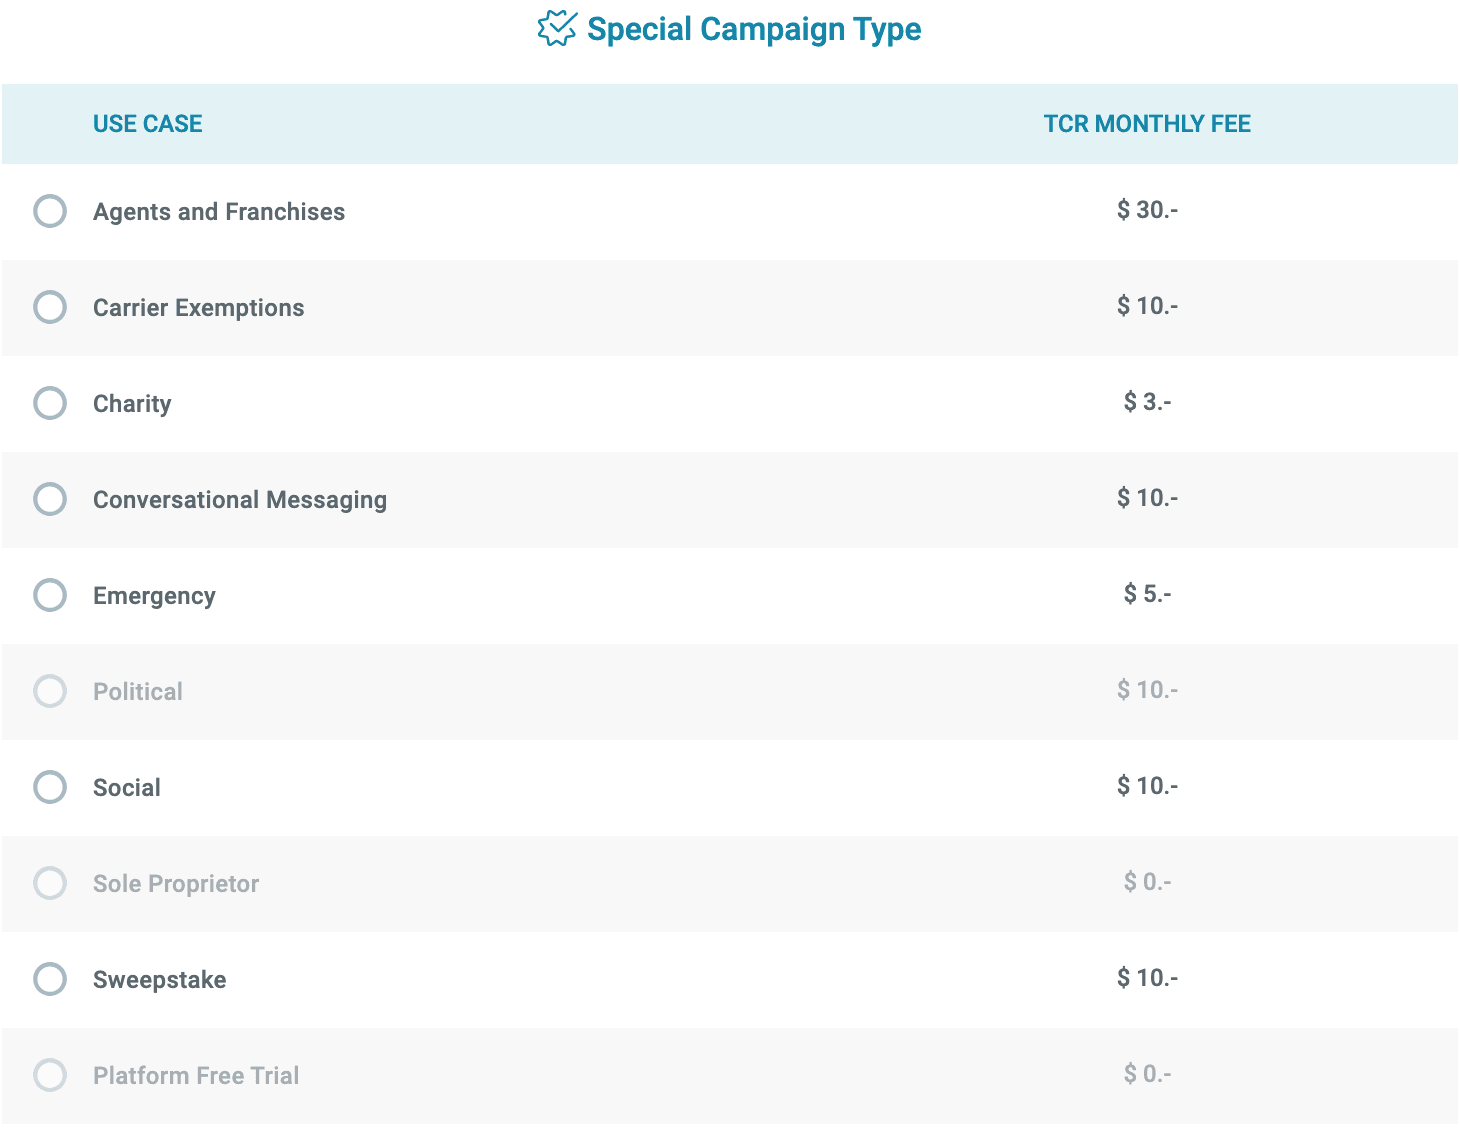 Special Campaign Type
USE CASE TCR MONTHLY FEE
Agents and Franchises $ 30.-
Carrier Exemptions $ 10.-
Charity $ 3.-
Conversational Messaging $ 10.-
Emergency $ 5.-
Political $ 10.-
Social $ 10.-
Sole Proprietor $ 0.-
Sweepstake $ 10.-
Platform Free Trial $ 0.-